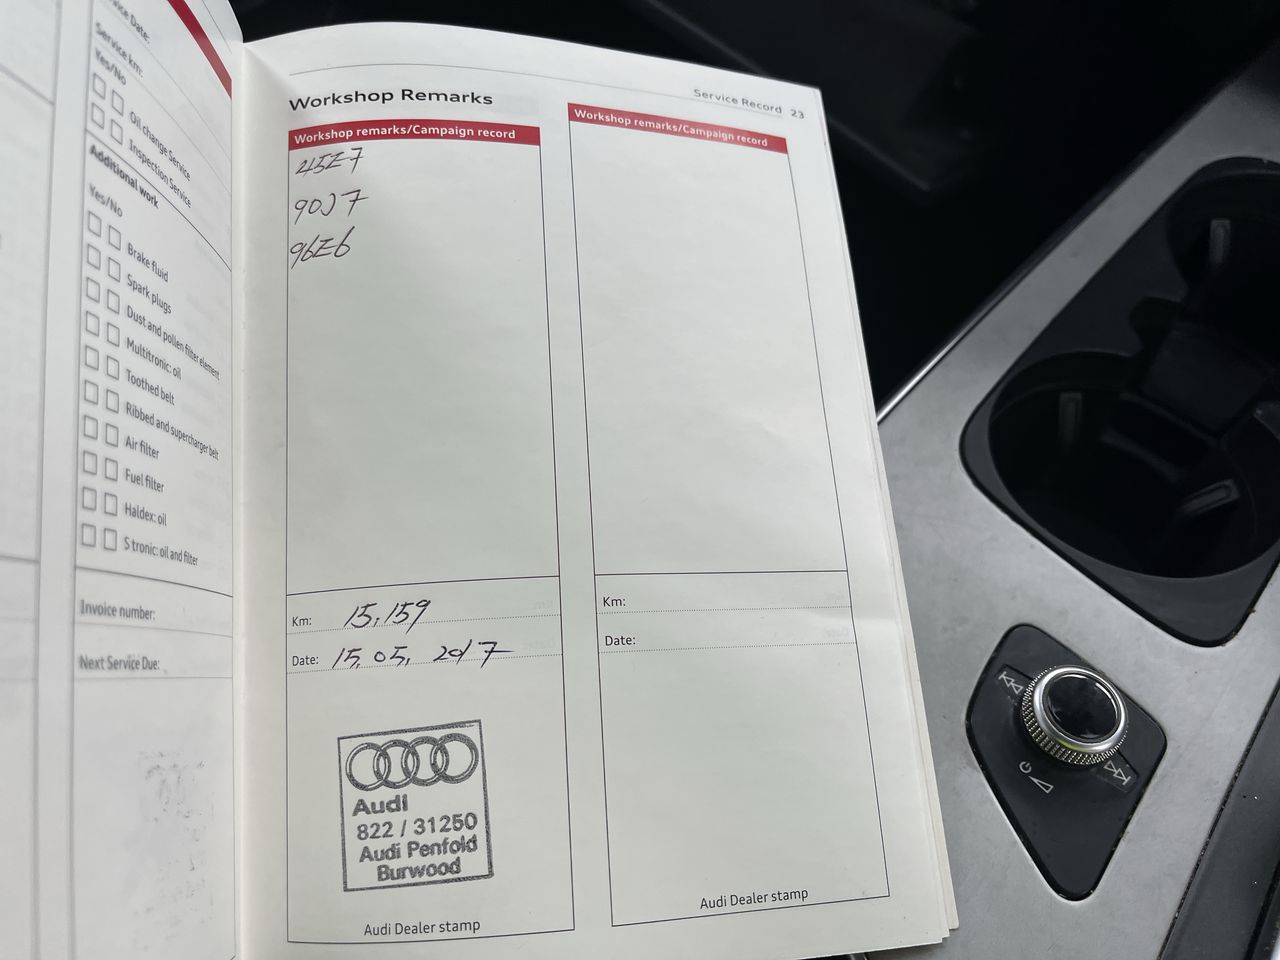 Service Date:
Service km:
Yes/No
Oil change Service
Inspection Service
Additional work
Yes/No
Brake fluid
Spark plugs
Dust and pollen filter element
Multitronic: oil
Toothed belt
Ribbed and supercharger belt
Air filter
Fuel filter
Haldex: oil
S tronic: oil and filter
Invoice number:
Next Service Due:
Workshop Remarks
Service Record 23
Workshop remarks/Campaign record
45Z7
90J7
96E6
Km: 15,159
Date: 15,05, 2017
Audi
822 / 31250
Audi Penfold
Burwood
Audi Dealer stamp
Workshop remarks/Campaign record
Km:
Date:
Audi Dealer stamp